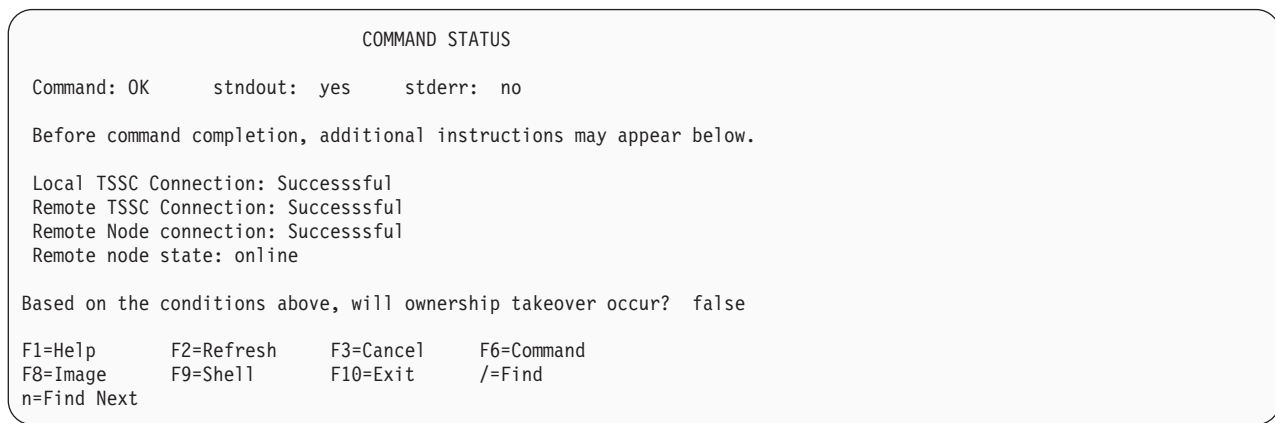 COMMAND STATUS
Command: OK stndout: yes stderr: no
Before command completion, additional instructions may appear below.
Local TSSC Connection: Successsful
Remote TSSC Connection: Successsful
Remote Node connection: Successsful
Remote node state: online
Based on the conditions above, will ownership takeover occur? false
F1=Help F2=Refresh F3=Cancel F6=Command
F8=Image F9=Shell F10=Exit /=Find
n=Find Next